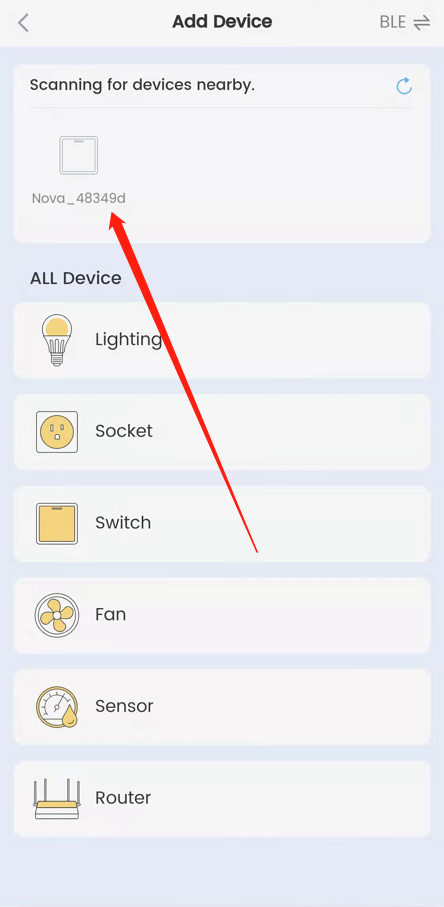 Add Device
BLE
Scanning for devices nearby.
Nova_48349d
ALL Device
Lighting
Socket
Switch
Fan
Sensor
Router